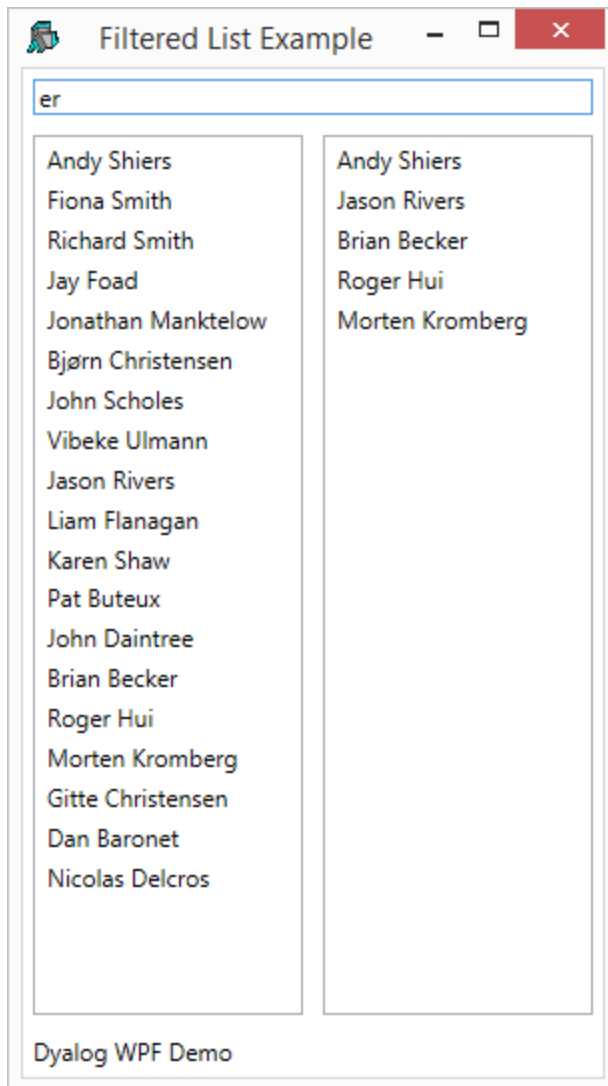 Filtered List Example
er
Andy Shiers
Fiona Smith
Richard Smith
Jay Foad
Jonathan Manktelow
Bjørn Christensen
John Scholes
Vibeke Ulmann
Jason Rivers
Liam Flanagan
Karen Shaw
Pat Buteux
John Daintree
Brian Becker
Roger Hui
Morten Kromberg
Gitte Christensen
Dan Baronet
Nicolas Delcros
Andy Shiers
Jason Rivers
Brian Becker
Roger Hui
Morten Kromberg
Dyalog WPF Demo